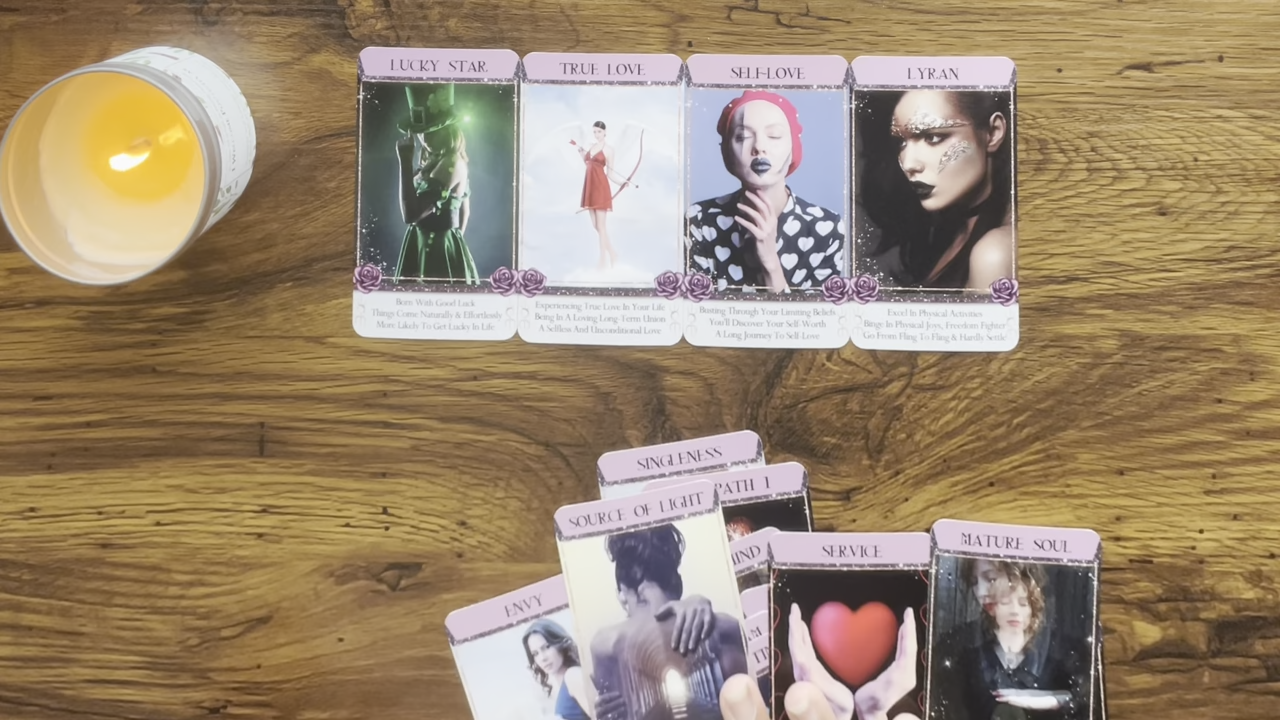 LUCKY STAR
TRUE LOVE
SELF-LOVE
LYRAN
Born With Good Luck
Things Come Naturally & Effortlessly
More Likely To Get Lucky In Life
Experiencing True Love In Your Life
Being In A Loving Long-Term Union
A Selfless And Unconditional Love
Busting Through Your Limiting Beliefs
You'll Discover Your Self-Worth
A Long Journey To Self-Love
Excel In Physical Activities
Binge In Physical Joys, Freedom Fighter
Go From Fling To Fling & Hardly Settle
SINGLENESS
PATH 1
SOURCE OF LIGHT
SERVICE
MATURE SOUL
ENVY